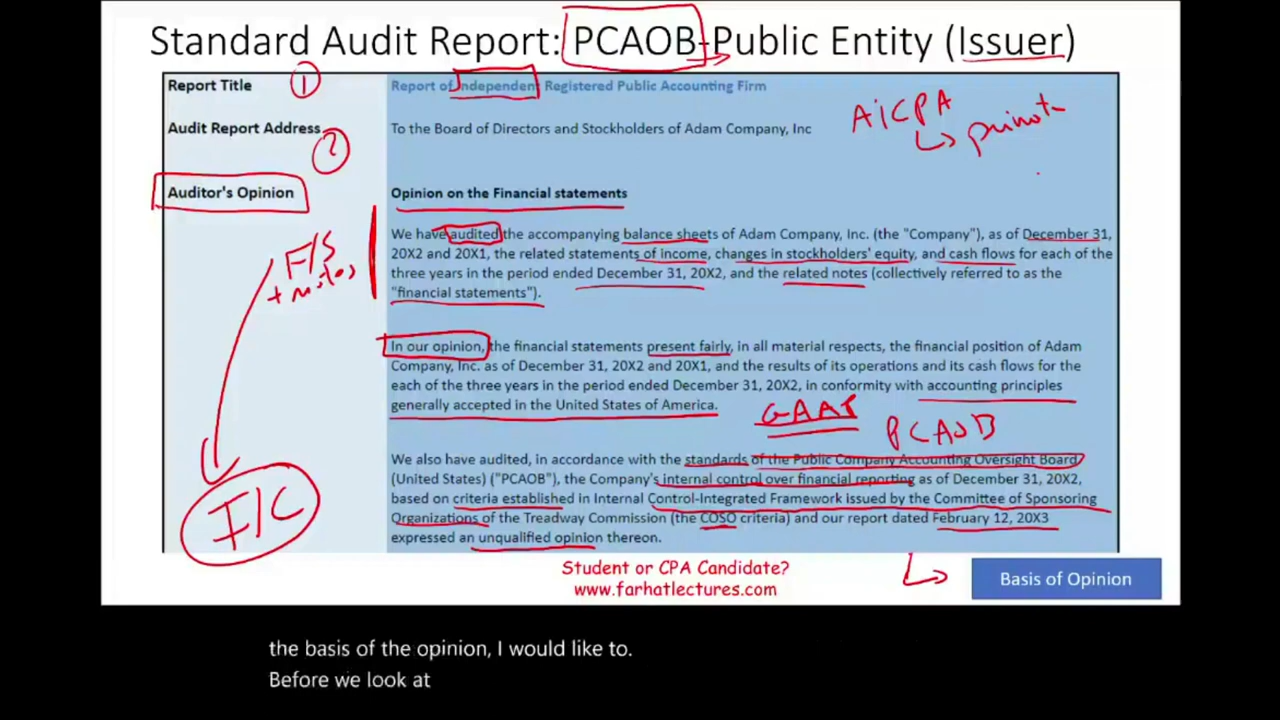 Standard Audit Report: PCAOB-Public Entity (Issuer)
Report Title
1
Report of Independent Registered Public Accounting Firm
AICPA
Audit Report Address
2
To the Board of Directors and Stockholders of Adam Company, Inc
Auditor's Opinion
Opinion on the Financial statements
We have audited the accompanying balance sheets of Adam Company, Inc. (the "Company"), as of December 31,
20X2 and 20X1, the related statements of income, changes in stockholders' equity, and cash flows for each of the
three years in the period ended December 31, 20X2, and the related notes (collectively referred to as the
"financial statements").
F/S
+ notes
In our opinion, the financial statements present fairly, in all material respects, the financial position of Adam
Company, Inc. as of December 31, 20X2 and 20X1, and the results of its operations and its cash flows for the
each of the three years in the period ended December 31, 20X2, in conformity with accounting principles
generally accepted in the United States of America.
GAAP
PCAOB
We also have audited, in accordance with the standards of the Public Company Accounting Oversight Board
(United States) ("PCAOB"), the Company's internal control over financial reporting as of December 31, 20X2,
based on criteria established in Internal Control-Integrated Framework issued by the Committee of Sponsoring
Organizations of the Treadway Commission (the COSO criteria) and our report dated February 12, 20X3
expressed an unqualified opinion thereon.
I/C
Student or CPA Candidate?
www.farhatlectures.com
Basis of Opinion
the basis of the opinion, I would like to.
Before we look at